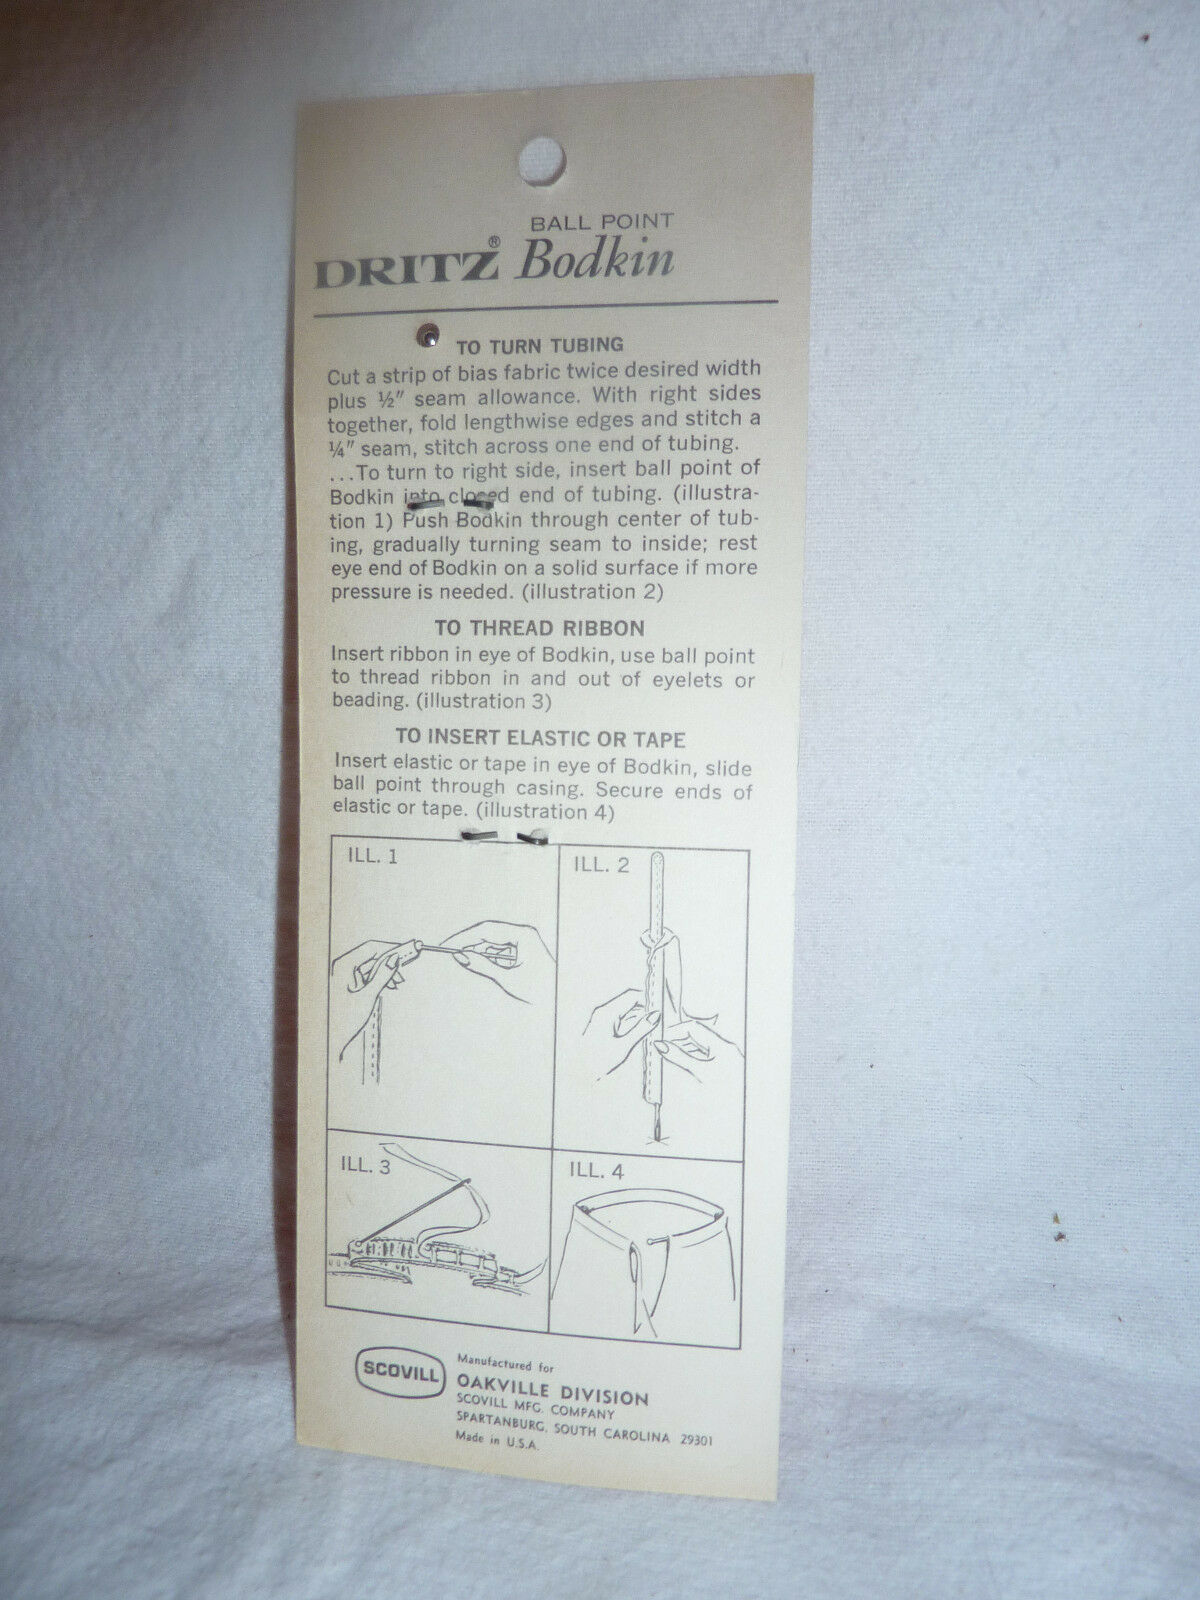 BALL POINT
DRITZ® Bodkin
TO TURN TUBING
Cut a strip of bias fabric twice desired width
plus ½" seam allowance. With right sides
together, fold lengthwise edges and stitch a
¼" seam, stitch across one end of tubing.
...To turn to right side, insert ball point of
Bodkin into closed end of tubing. (illustra-
tion 1) Push Bodkin through center of tub-
ing, gradually turning seam to inside; rest
eye end of Bodkin on a solid surface if more
pressure is needed. (illustration 2)
TO THREAD RIBBON
Insert ribbon in eye of Bodkin, use ball point
to thread ribbon in and out of eyelets or
beading. (illustration 3)
TO INSERT ELASTIC OR TAPE
Insert elastic or tape in eye of Bodkin, slide
ball point through casing. Secure ends of
elastic or tape. (illustration 4)
ILL. 1
ILL. 2
ILL. 3
ILL. 4
SCOVILL
Manufactured for
OAKVILLE DIVISION
SCOVILL MFG. COMPANY
SPARTANBURG, SOUTH CAROLINA 29301
Made in U.S.A.